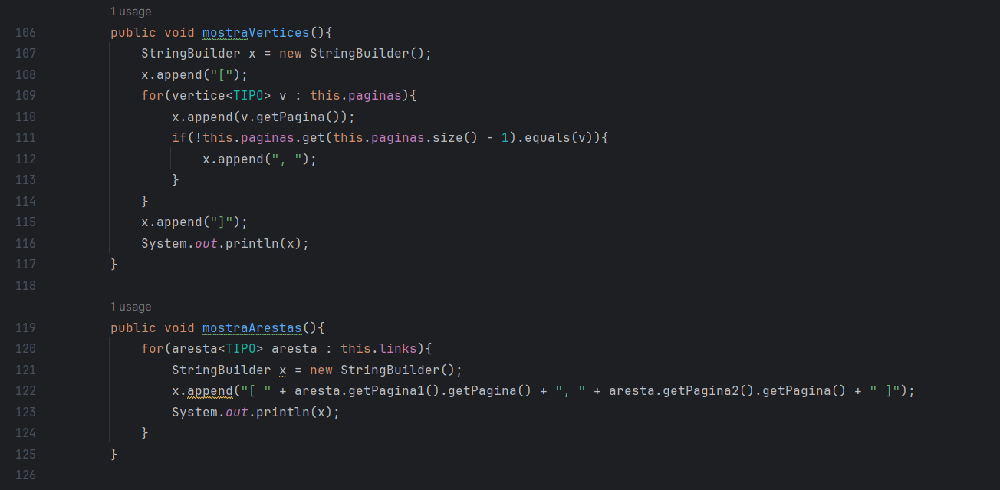 1 usage
106 public void mostraVertices(){
107 StringBuilder x = new StringBuilder();
108 x.append("[");
109 for(vertice<TIPO> v : this.paginas){
110 x.append(v.getPagina());
111 if(!this.paginas.get(this.paginas.size() - 1).equals(v)){
112 x.append(", ");
113 }
114 }
115 x.append("]");
116 System.out.println(x);
117 }
118
1 usage
119 public void mostraArestas(){
120 for(aresta<TIPO> aresta : this.links){
121 StringBuilder x = new StringBuilder();
122 x.append("[ " + aresta.getPagina1().getPagina() + ", " + aresta.getPagina2().getPagina() + " ]");
123 System.out.println(x);
124 }
125 }
126